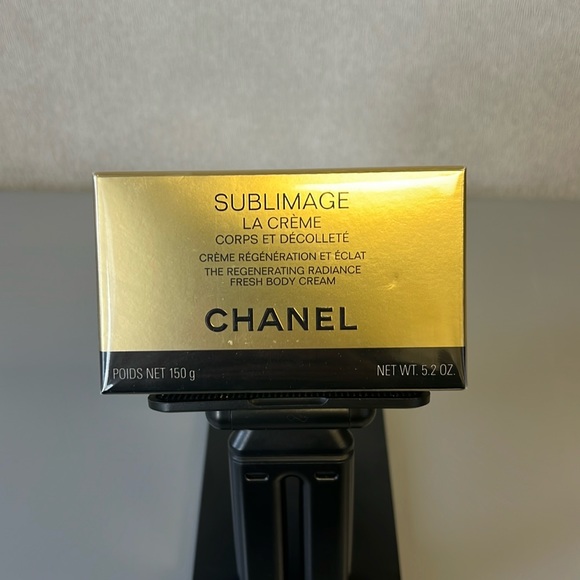 SUBLIMAGE
LA CRÈME
CORPS ET DÉCOLLETÉ
CRÈME RÉGÉNÉRATION ET ÉCLAT
THE REGENERATING RADIANCE
FRESH BODY CREAM
CHANEL
POIDS NET 150 g NET WT. 5.2 OZ.